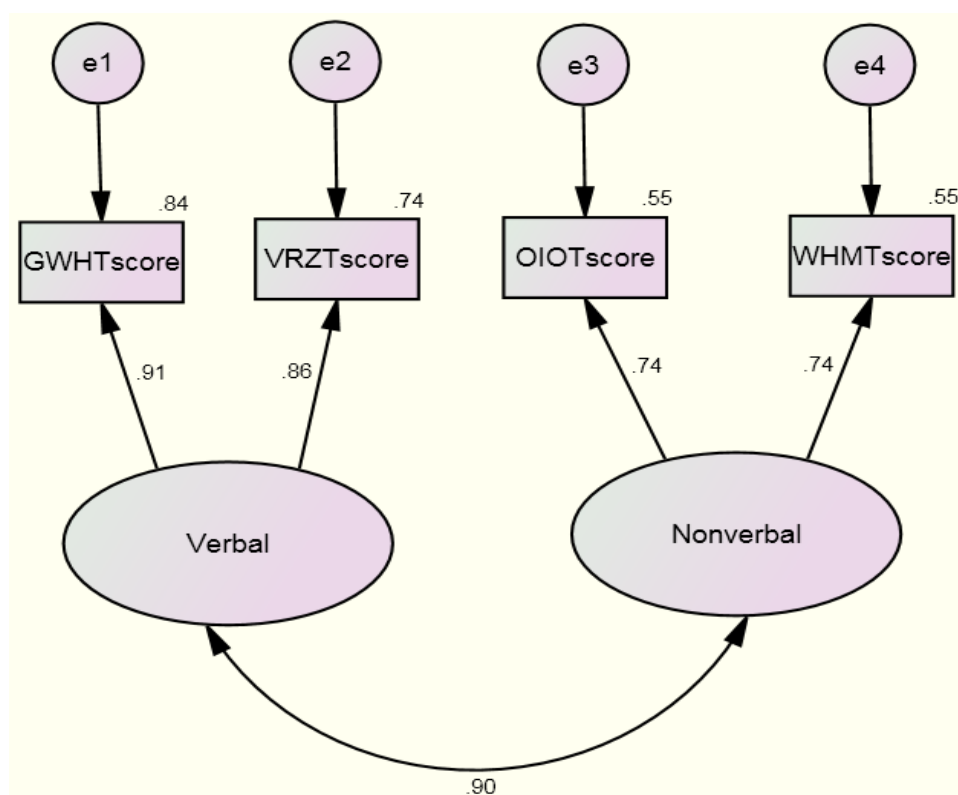 e1
e2
e3
e4
.84
.74
.55
.55
GWHTscore
VRZTscore
OIOTscore
WHMTscore
.91
.86
.74
.74
Verbal
Nonverbal
.90